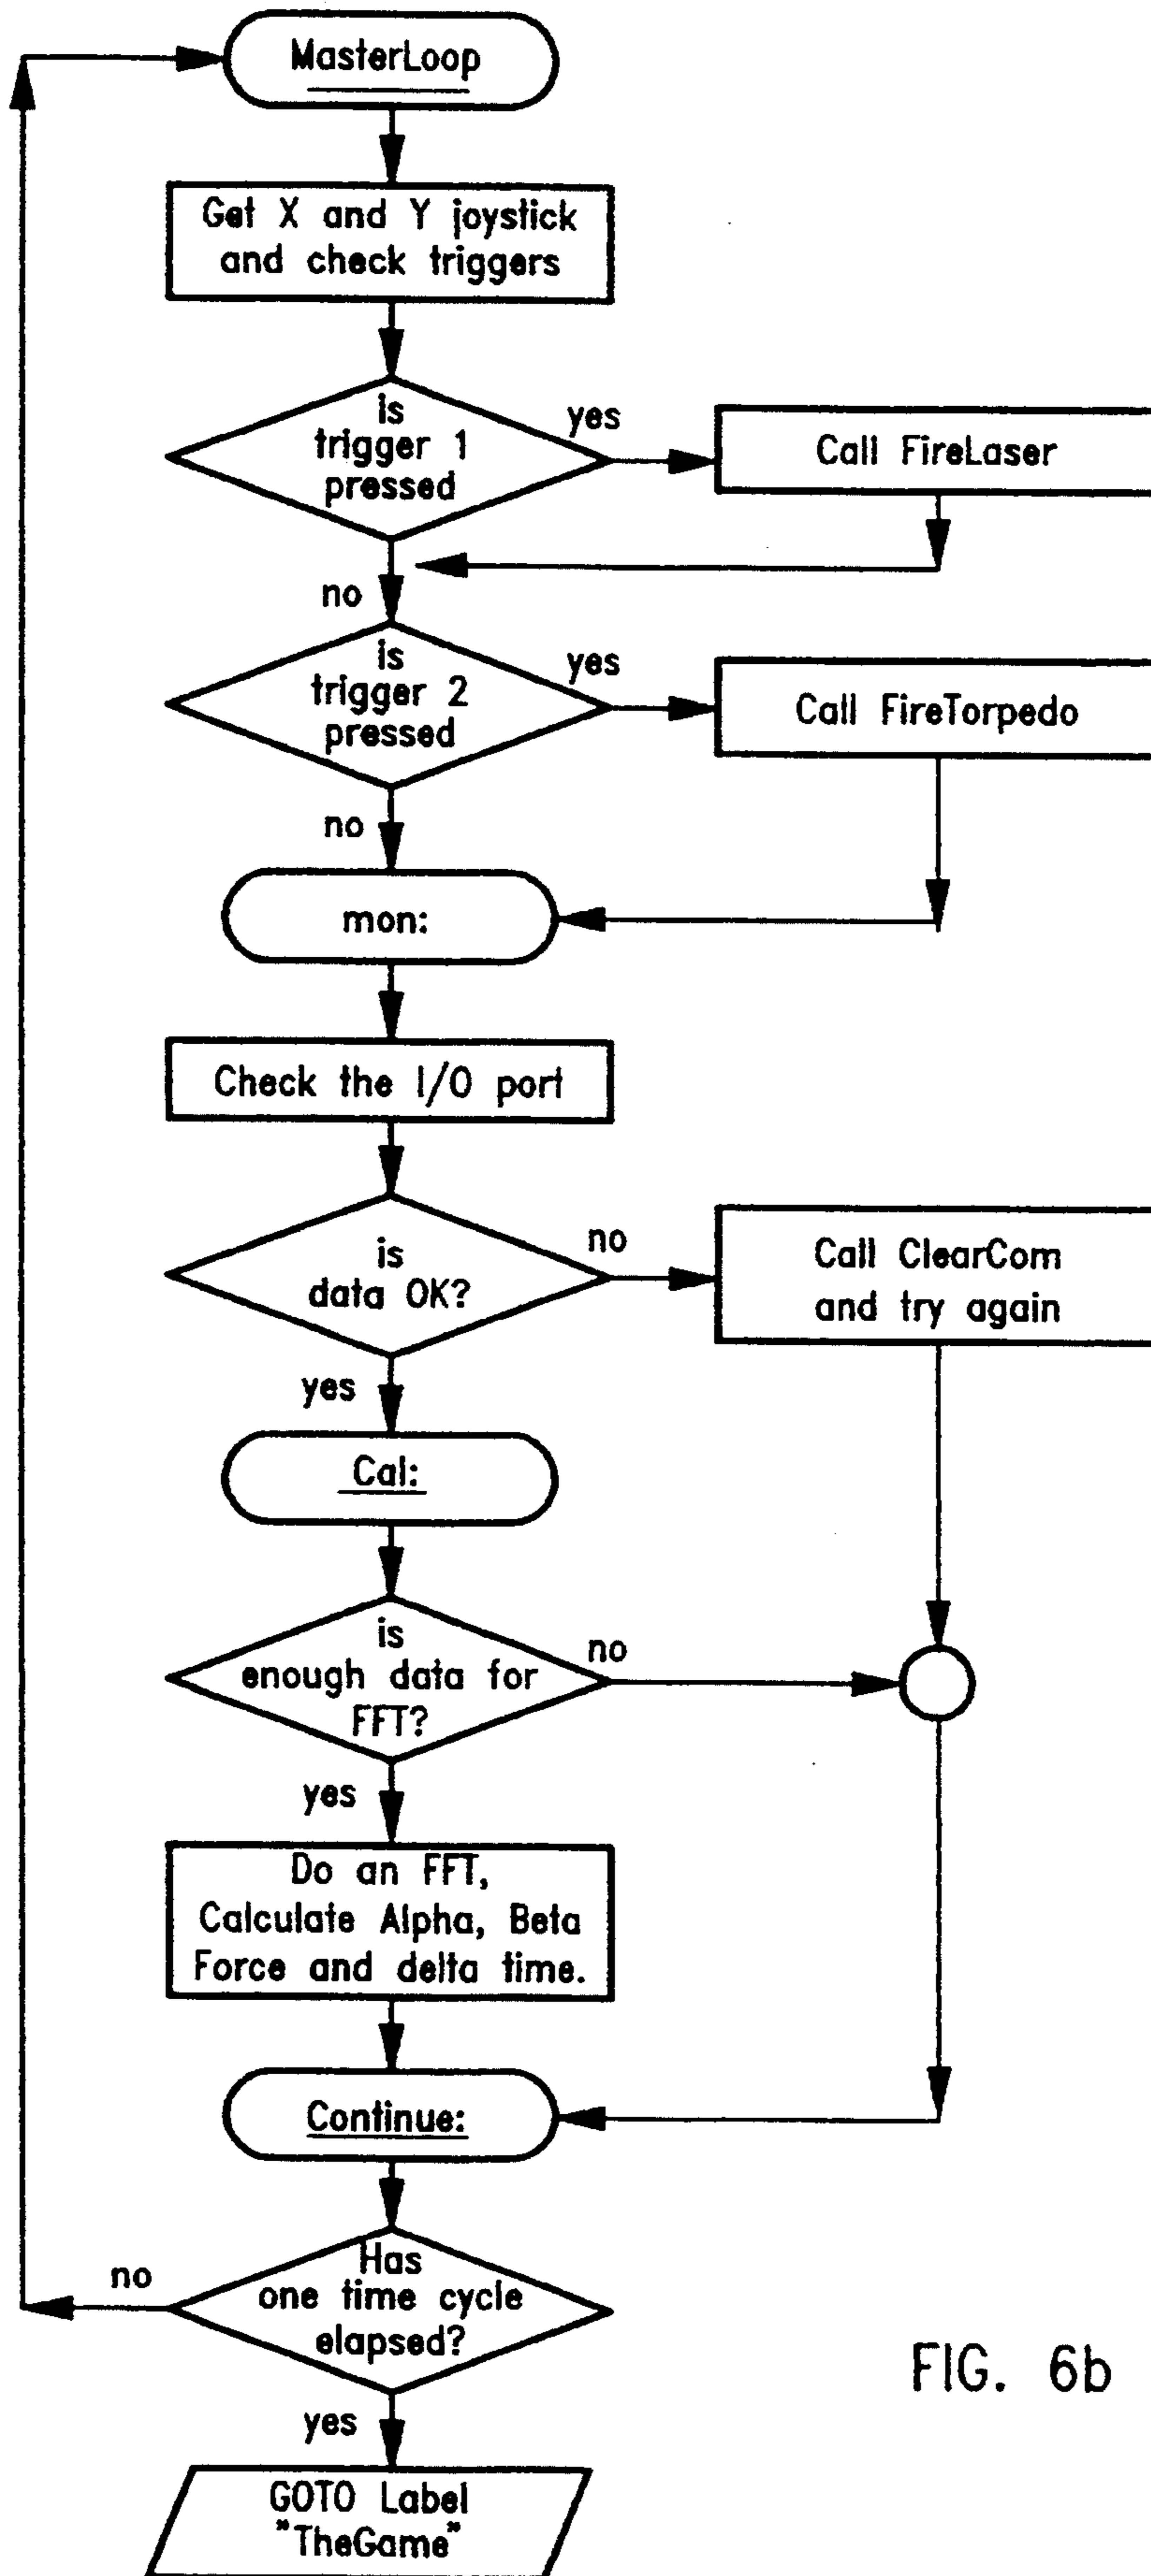 MasterLoop
Get X and Y joystick
and check triggers
is
trigger 1
pressed
yes
Call FireLaser
no
is
trigger 2
pressed
yes
Call FireTorpedo
no
mon:
Check the I/O port
is
data OK?
no
Call ClearCom
and try again
yes
Cal:
is
enough data for
FFT?
no
yes
Do an FFT,
Calculate Alpha, Beta
Force and delta time.
Continue:
Has
one time cycle
elapsed?
no
yes
GOTO Label
"TheGame"
FIG. 6b